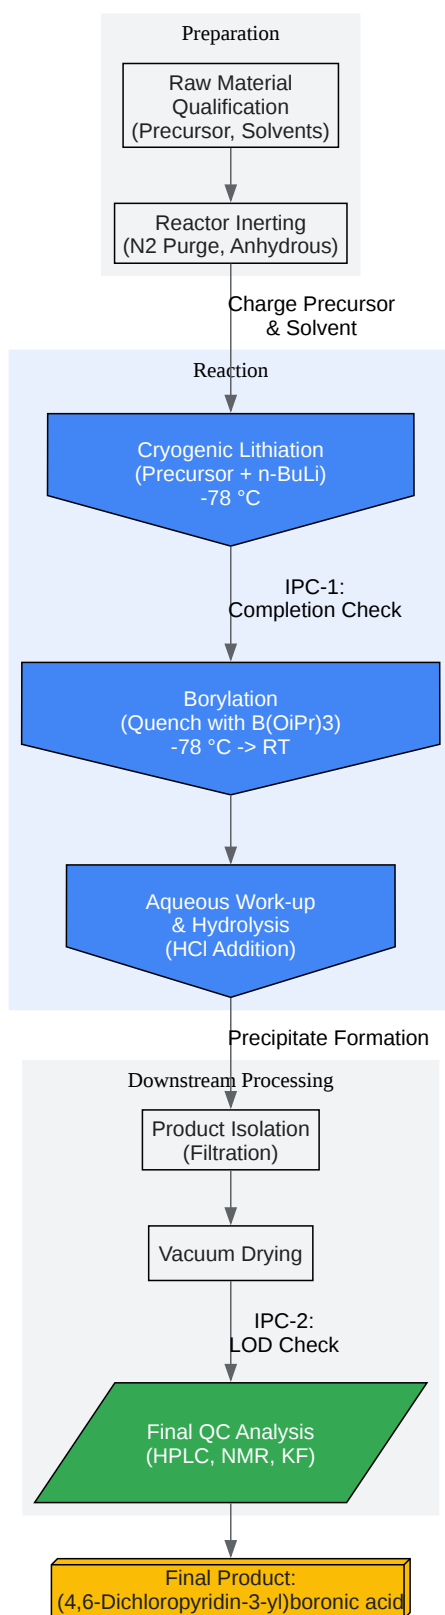 Preparation
Raw Material
Qualification
(Precursor, Solvents)
Reactor Inerting
(N2 Purge, Anhydrous)
Charge Precursor
& Solvent
Reaction
Cryogenic Lithiation
(Precursor + n-BuLi)
-78 °C
IPC-1:
Completion Check
Borylation
(Quench with B(OiPr)3)
-78 °C -> RT
Aqueous Work-up
& Hydrolysis
(HCl Addition)
Precipitate Formation
Downstream Processing
Product Isolation
(Filtration)
Vacuum Drying
IPC-2:
LOD Check
Final QC Analysis
(HPLC, NMR, KF)
Final Product:
(4,6-Dichloropyridin-3-yl)boronic acid